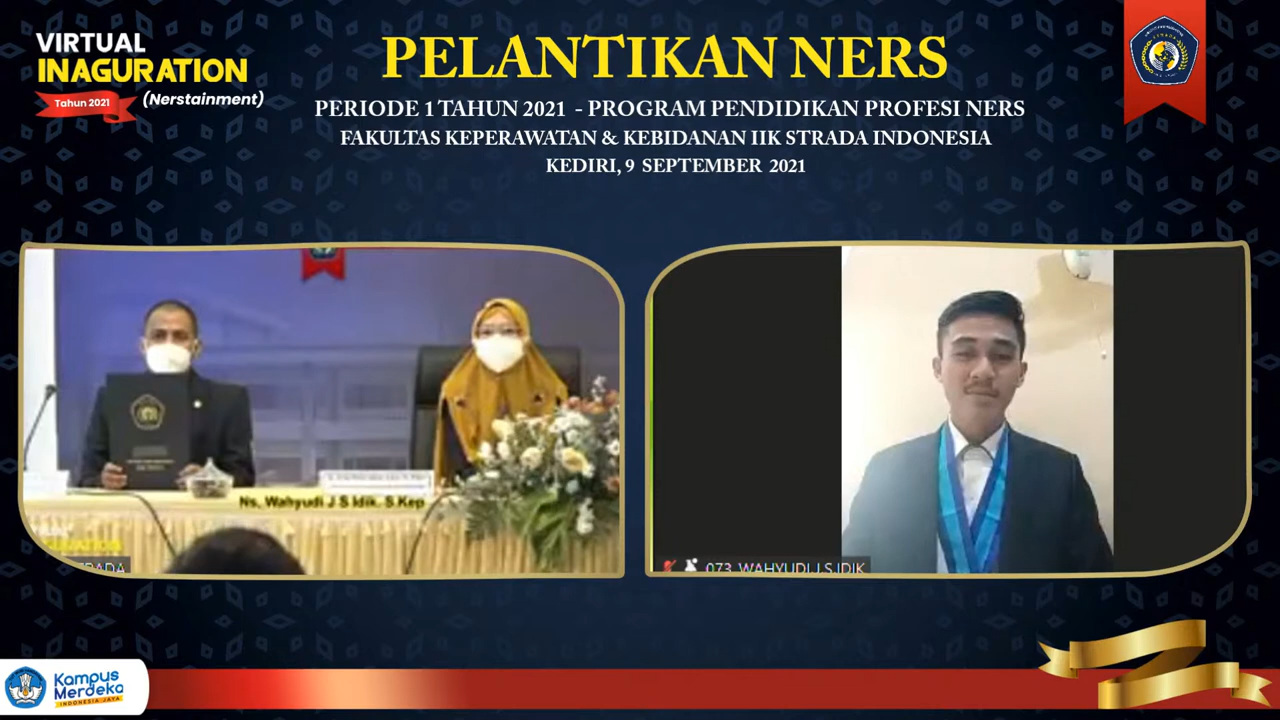 VIRTUAL
INAGURATION
Tahun 2021
(Nerstainment)
PELANTIKAN NERS
PERIODE 1 TAHUN 2021 - PROGRAM PENDIDIKAN PROFESI NERS
FAKULTAS KEPERAWATAN & KEBIDANAN IIK STRADA INDONESIA
KEDIRI, 9 SEPTEMBER 2021
STRADA
Ns. Wahyudi J S Idik. S.Kep
073_WAHYUDI J.S.IDIK
Kampus
Merdeka
INDONESIA JAYA